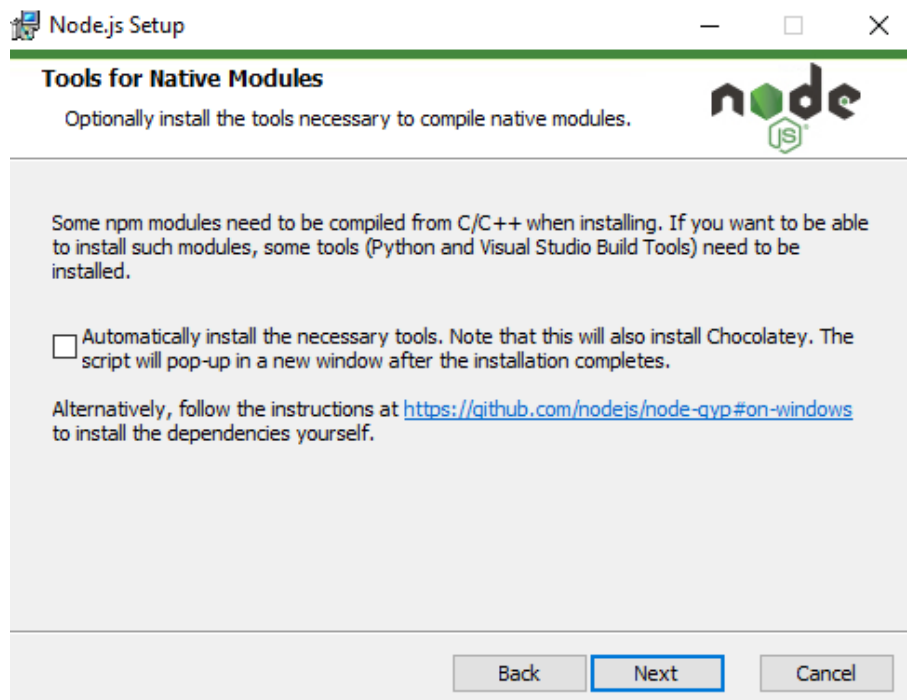 Node.js Setup
Tools for Native Modules
Optionally install the tools necessary to compile native modules.
node
JS
Some npm modules need to be compiled from C/C++ when installing. If you want to be able
to install such modules, some tools (Python and Visual Studio Build Tools) need to be
installed.
Automatically install the necessary tools. Note that this will also install Chocolatey. The
script will pop-up in a new window after the installation completes.
Alternatively, follow the instructions at https://github.com/nodejs/node-gyp#on-windows
to install the dependencies yourself.
Back
Next
Cancel